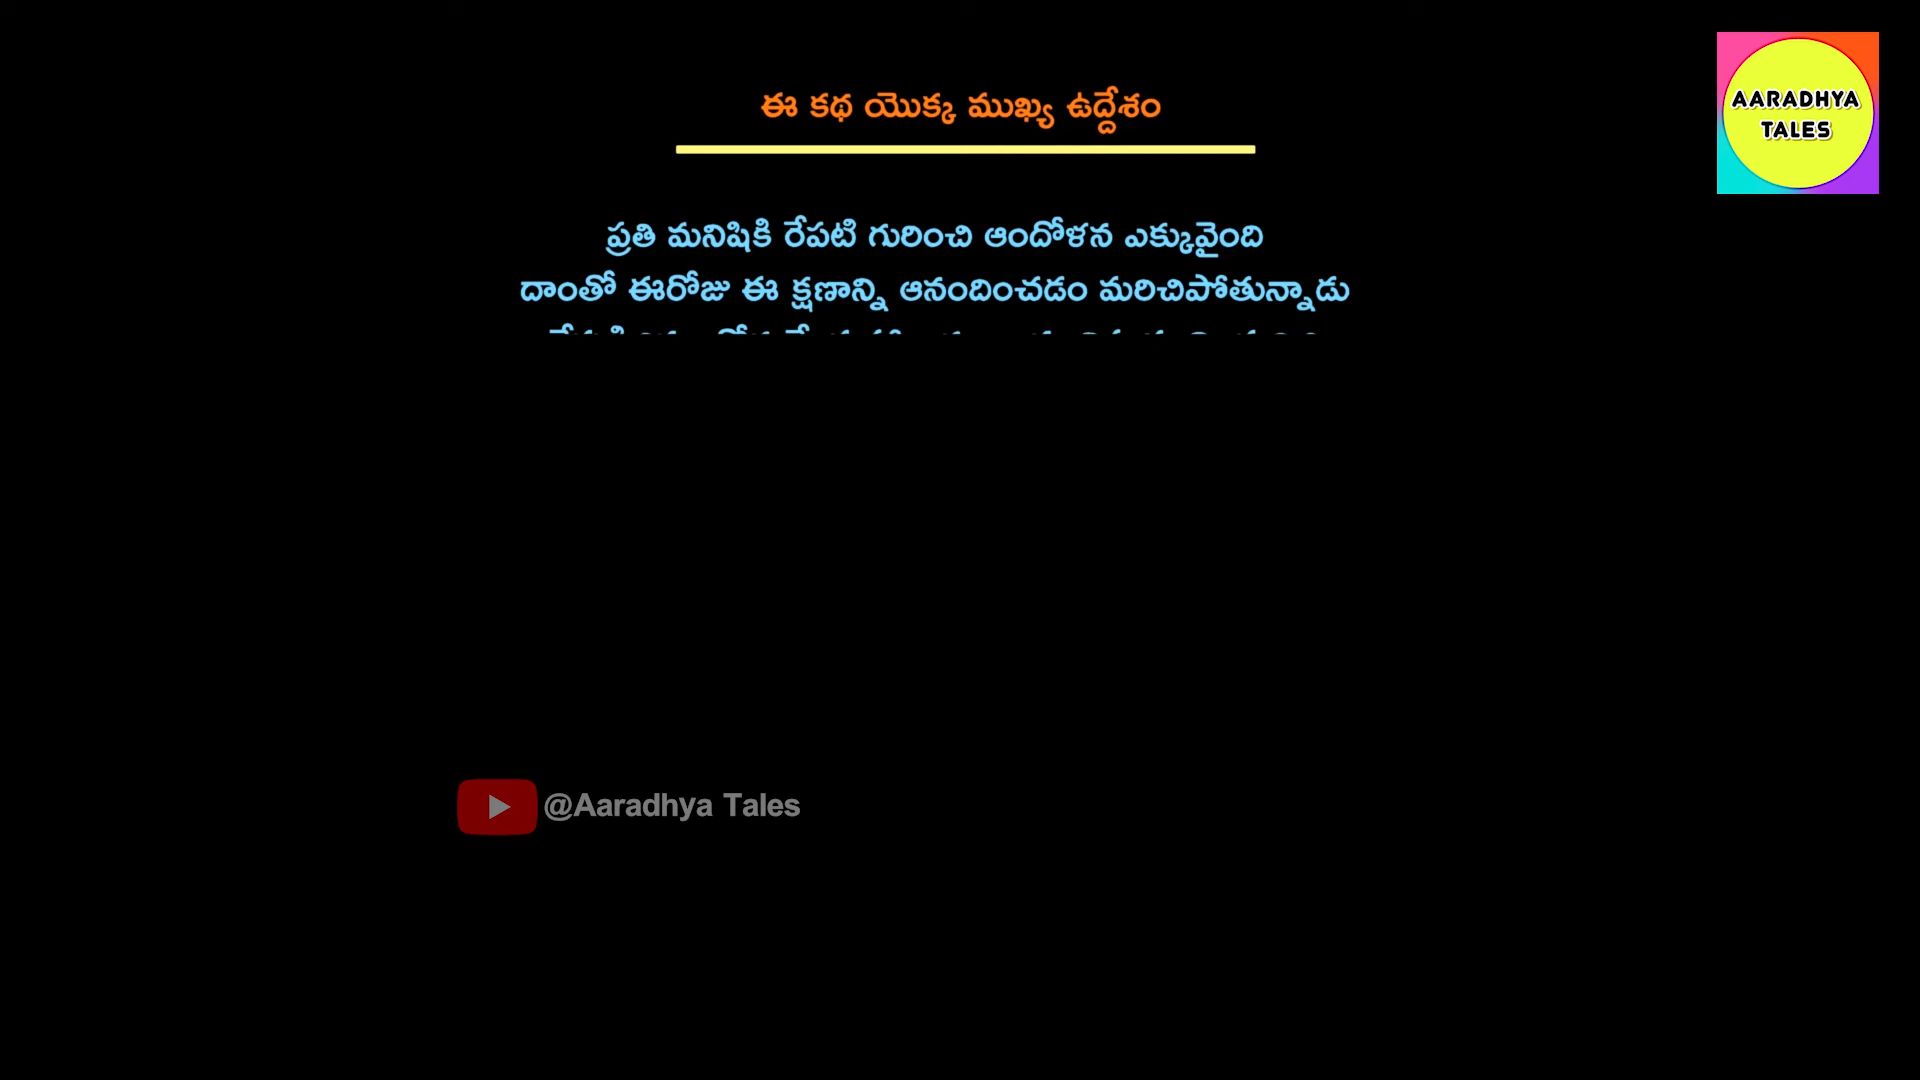 ఈ కథ యొక్క ముఖ్య ఉద్దేశం
AARADHYA
TALES
ప్రతి మనిషికి రేపటి గురించి ఆందోళన ఎక్కువైంది
దాంతో ఈరోజు ఈ క్షణాన్ని ఆనందించడం మరిచిపోతున్నాడు
@Aaradhya Tales